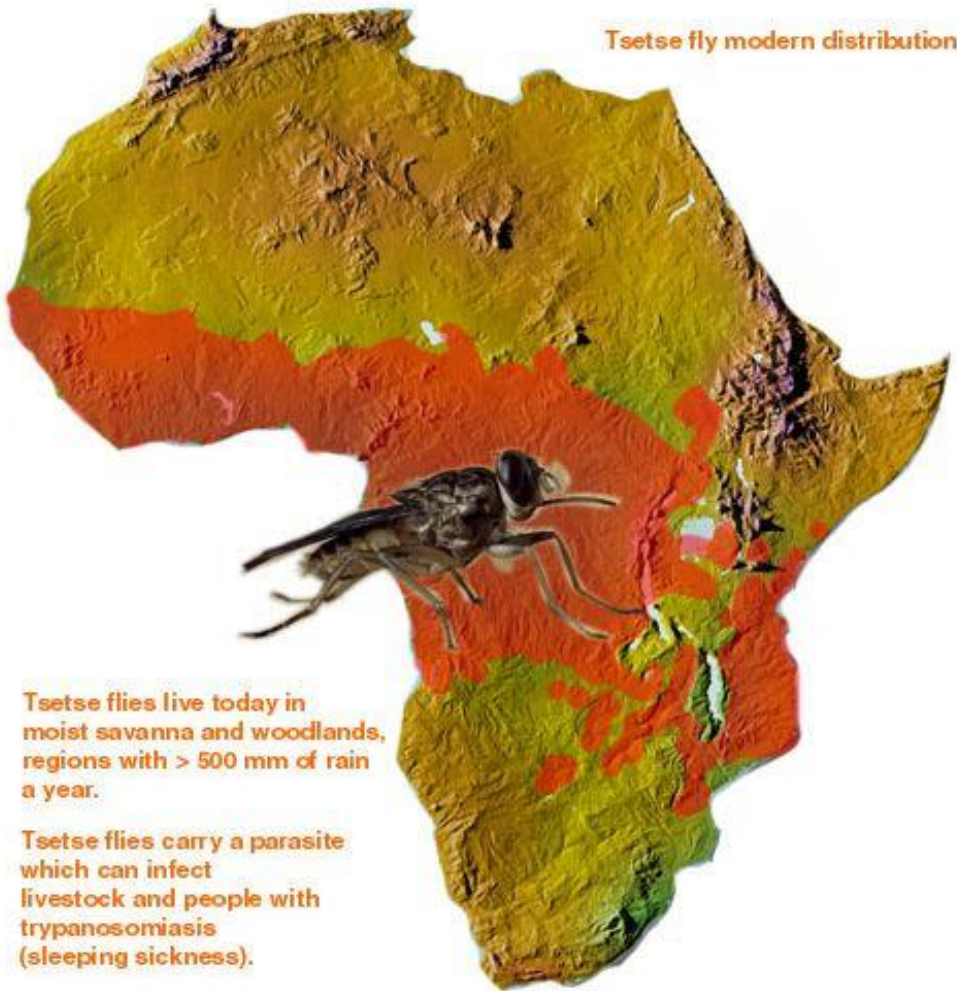 Tsetse fly modern distribution
Tsetse flies live today in
moist savanna and woodlands,
regions with > 500 mm of rain
a year.
Tsetse flies carry a parasite
which can infect
livestock and people with
trypanosomiasis
(sleeping sickness).